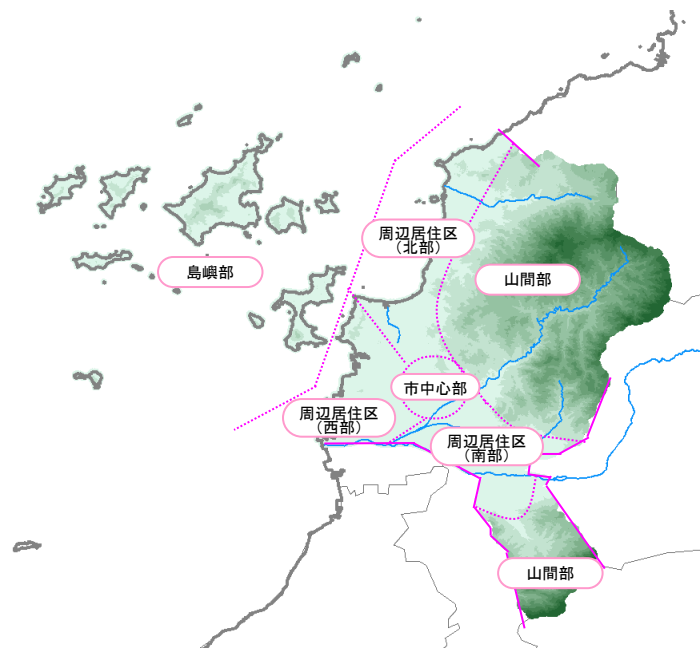 周辺居住区
（北部）
島嶼部
山間部
市中心部
周辺居住区
（西部）
周辺居住区
（南部）
山間部